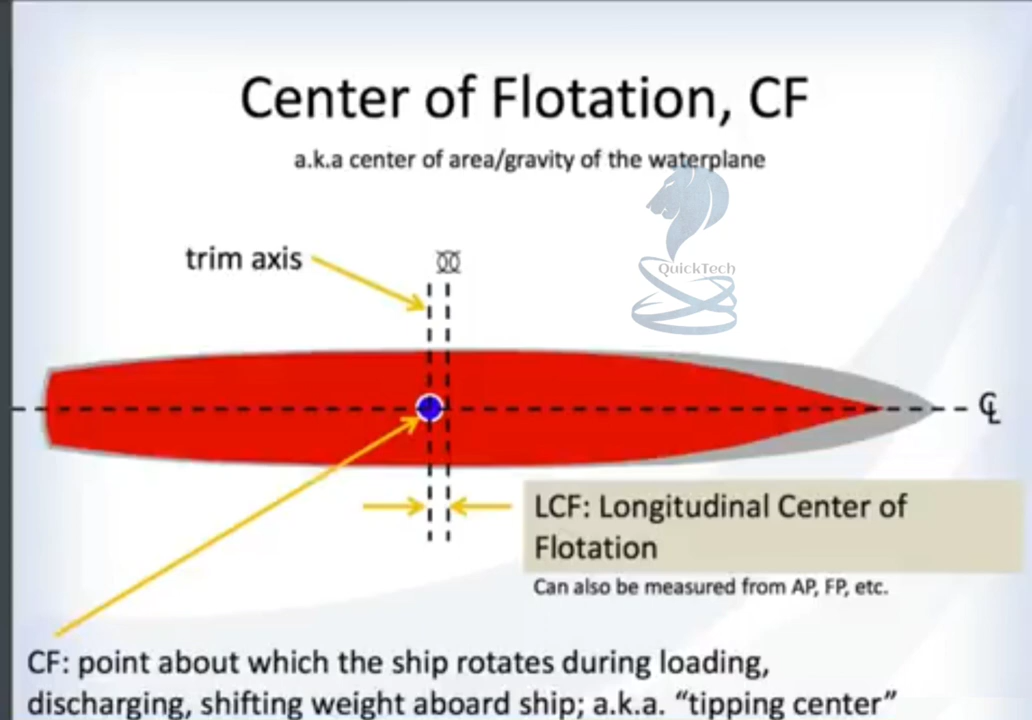 Center of Flotation, CF
a.k.a center of area/gravity of the waterplane
QuickTech
trim axis
℄
LCF: Longitudinal Center of
Flotation
Can also be measured from AP, FP, etc.
CF: point about which the ship rotates during loading,
discharging, shifting weight aboard ship; a.k.a. “tipping center”